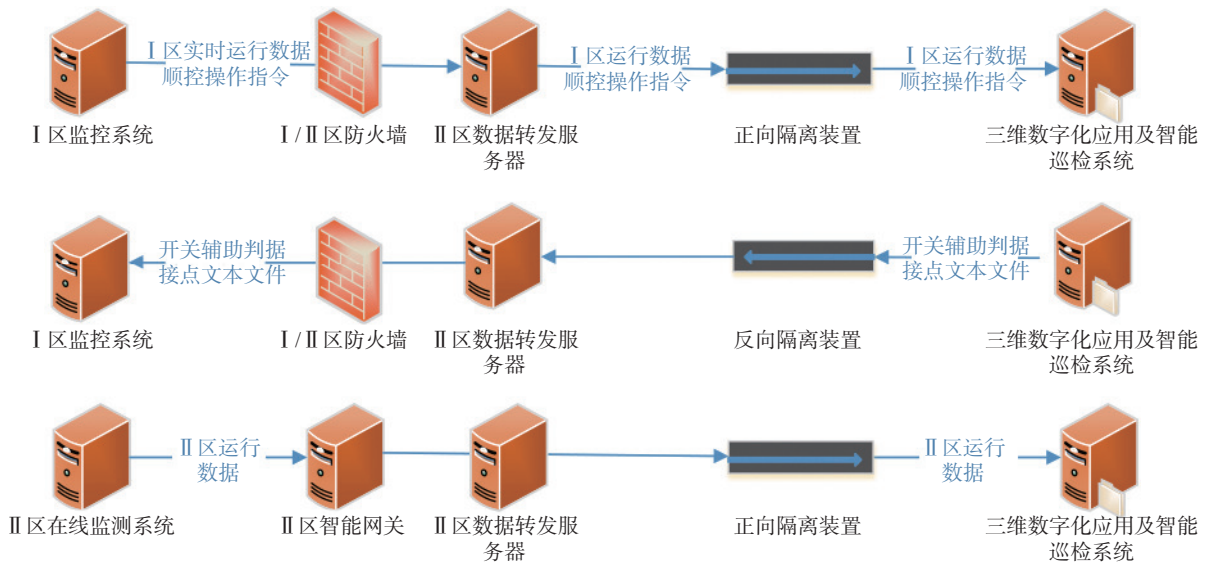 Ⅰ区实时运行数据
顺控操作指令
Ⅰ区运行数据
顺控操作指令
Ⅰ区运行数据
顺控操作指令
Ⅰ区监控系统
Ⅰ/Ⅱ区防火墙
Ⅱ区数据转发服
务器
正向隔离装置
三维数字化应用及智能
巡检系统
开关辅助判据
接点文本文件
开关辅助判据
接点文本文件
Ⅰ区监控系统
Ⅰ/Ⅱ区防火墙
Ⅱ区数据转发服
务器
反向隔离装置
三维数字化应用及智能
巡检系统
Ⅱ区运行
数据
Ⅱ区运行
数据
Ⅱ区在线监测系统
Ⅱ区智能网关
Ⅱ区数据转发服
务器
正向隔离装置
三维数字化应用及智能
巡检系统